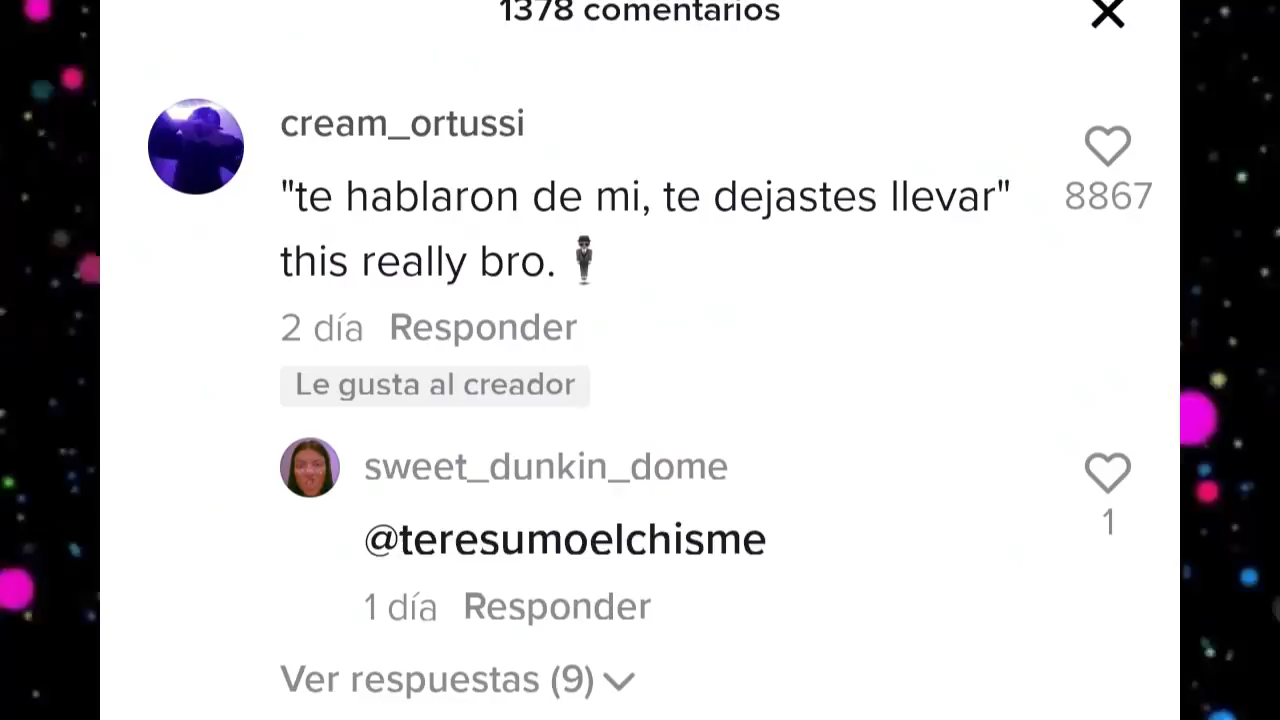 1378 comentarios
cream_ortussi
"te hablaron de mi, te dejastes llevar"
8867
this really bro. 🕴
2 día Responder
Le gusta al creador
sweet_dunkin_dome
@teresumoelchisme
1
1 día Responder
Ver respuestas (9)